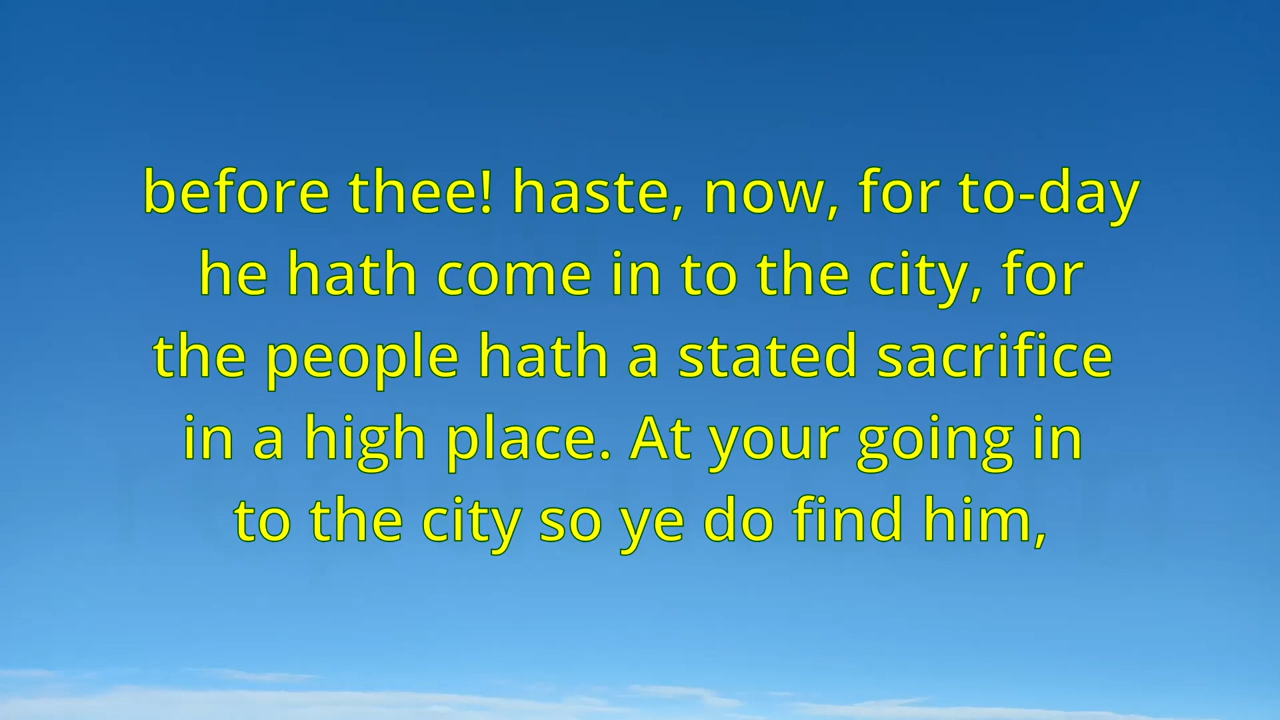 before thee! haste, now, for to-day
he hath come in to the city, for
the people hath a stated sacrifice
in a high place. At your going in
to the city so ye do find him,